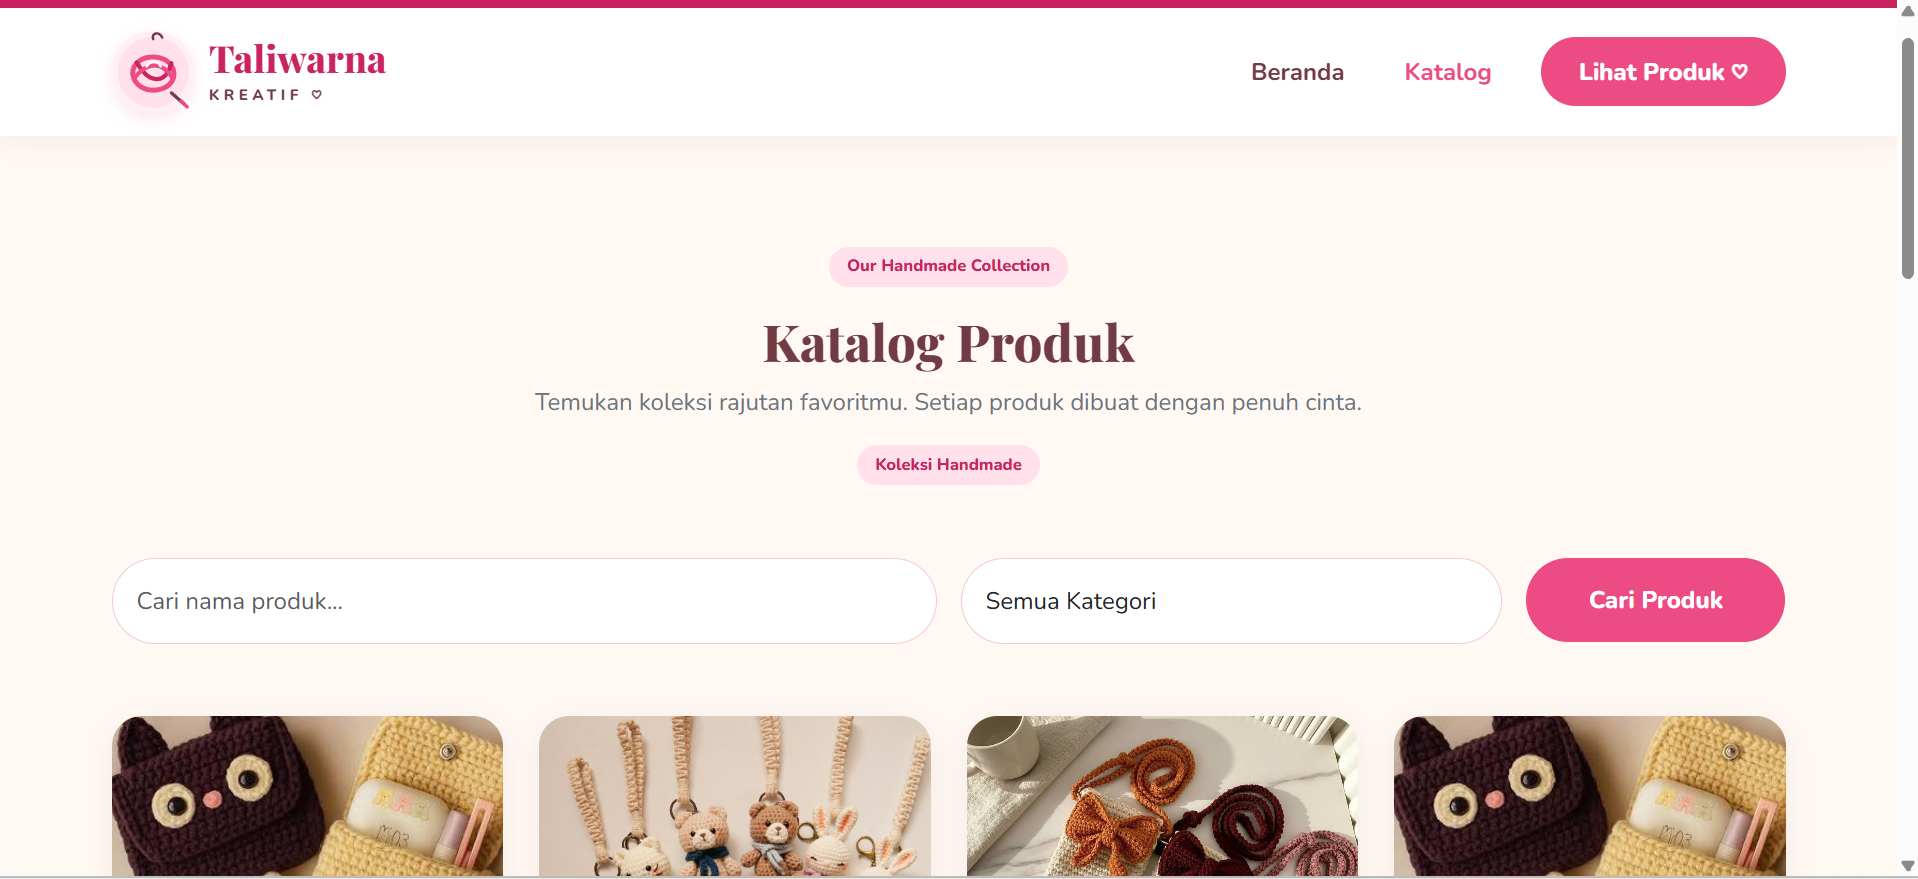 Taliwarna
KREATIF ♡
Beranda
Katalog
Lihat Produk ♡
Our Handmade Collection
Katalog Produk
Temukan koleksi rajutan favoritmu. Setiap produk dibuat dengan penuh cinta.
Koleksi Handmade
Cari nama produk...
Semua Kategori
Cari Produk